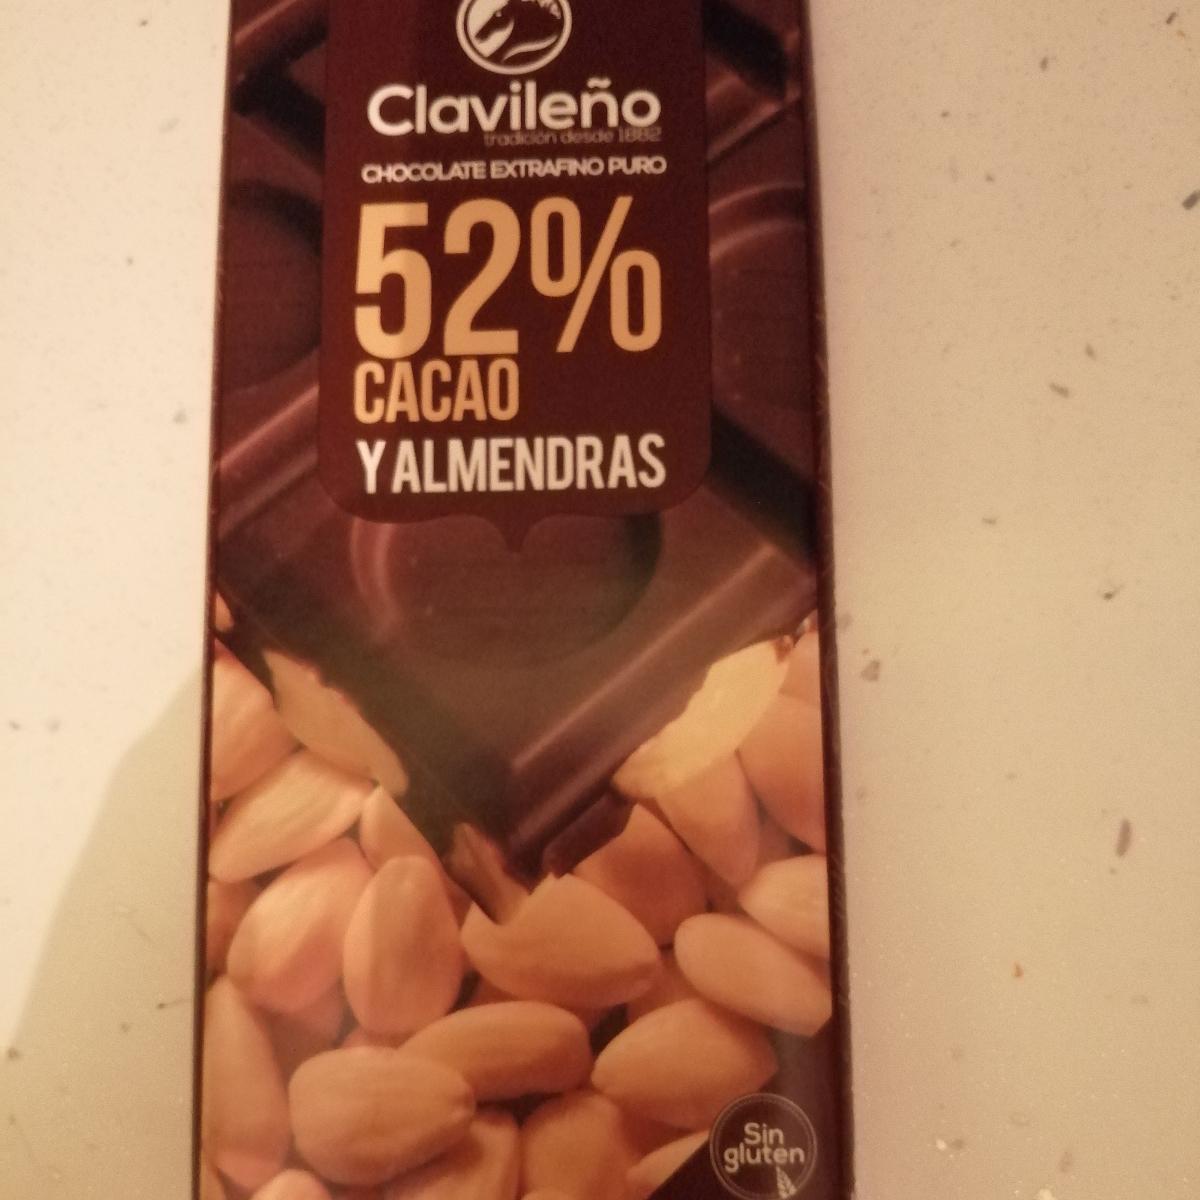 Clavileño
tradición desde 1882
CHOCOLATE EXTRAFINO PURO
52%
CACAO
Y ALMENDRAS
Sin
gluten